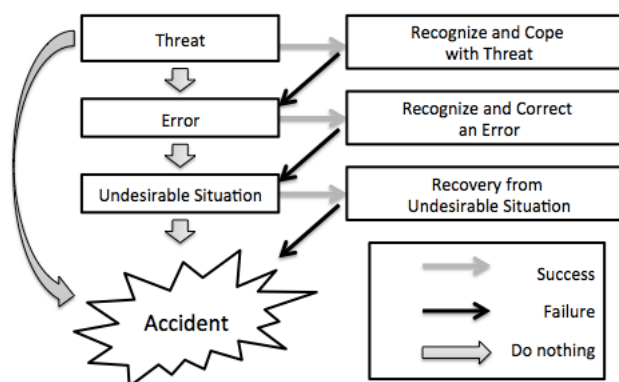 Threat
Recognize and Cope
with Threat
Error
Recognize and Correct
an Error
Undesirable Situation
Recovery from
Undesirable Situation
Accident
Success
Failure
Do nothing